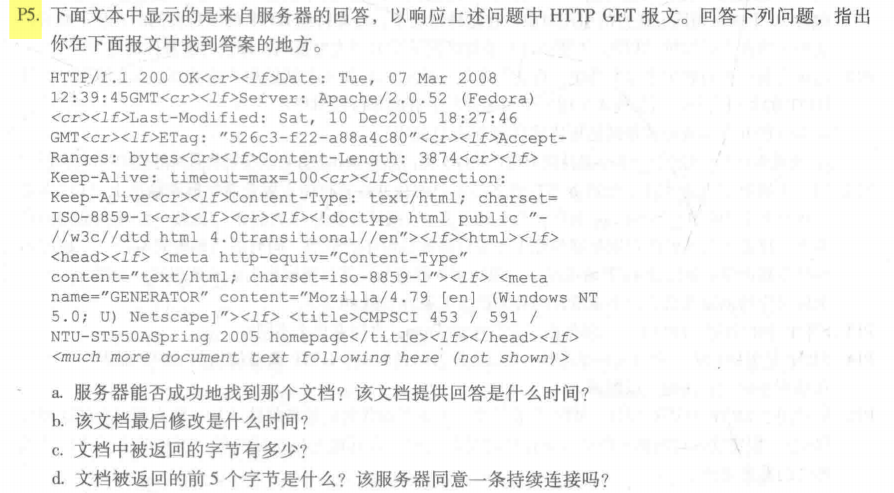 P5. 下面文本中显示的是来自服务器的回答，以响应上述问题中 HTTP GET 报文。回答下列问题，指出
你在下面报文中找到答案的地方。
HTTP/1.1 200 OK<cr><lf>Date: Tue, 07 Mar 2008
12:39:45GMT<cr><lf>Server: Apache/2.0.52 (Fedora)
<cr><lf>Last-Modified: Sat, 10 Dec2005 18:27:46
GMT<cr><lf>ETag: ″526c3-f22-a88a4c80″<cr><lf>Accept-
Ranges: bytes<cr><lf>Content-Length: 3874<cr><lf>
Keep-Alive: timeout=max=100<cr><lf>Connection:
Keep-Alive<cr><lf>Content-Type: text/html; charset=
ISO-8859-1<cr><lf><cr><lf><!doctype html public ″-
//w3c//dtd html 4.0transitional//en″><lf><html><lf>
<head><lf> <meta http-equiv=″Content-Type″
content=″text/html; charset=iso-8859-1″><lf> <meta
name=″GENERATOR″ content=″Mozilla/4.79 [en] (Windows NT
5.0; U) Netscape]″><lf> <title>CMPSCI 453 / 591 /
NTU-ST550ASpring 2005 homepage</title><lf></head><lf>
<much more document text following here (not shown)>
a. 服务器能否成功地找到那个文档？该文档提供回答是什么时间？
b. 该文档最后修改是什么时间？
c. 文档中被返回的字节有多少？
d. 文档被返回的前 5 个字节是什么？该服务器同意一条持续连接吗？